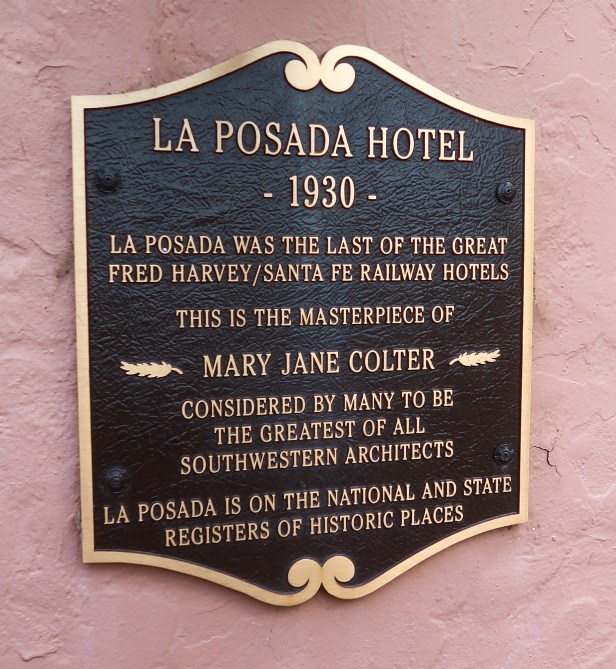 LA POSADA HOTEL
- 1930 -
LA POSADA WAS THE LAST OF THE GREAT
FRED HARVEY/SANTA FE RAILWAY HOTELS
THIS IS THE MASTERPIECE OF
MARY JANE COLTER
CONSIDERED BY MANY TO BE
THE GREATEST OF ALL
SOUTHWESTERN ARCHITECTS
LA POSADA IS ON THE NATIONAL AND STATE
REGISTERS OF HISTORIC PLACES